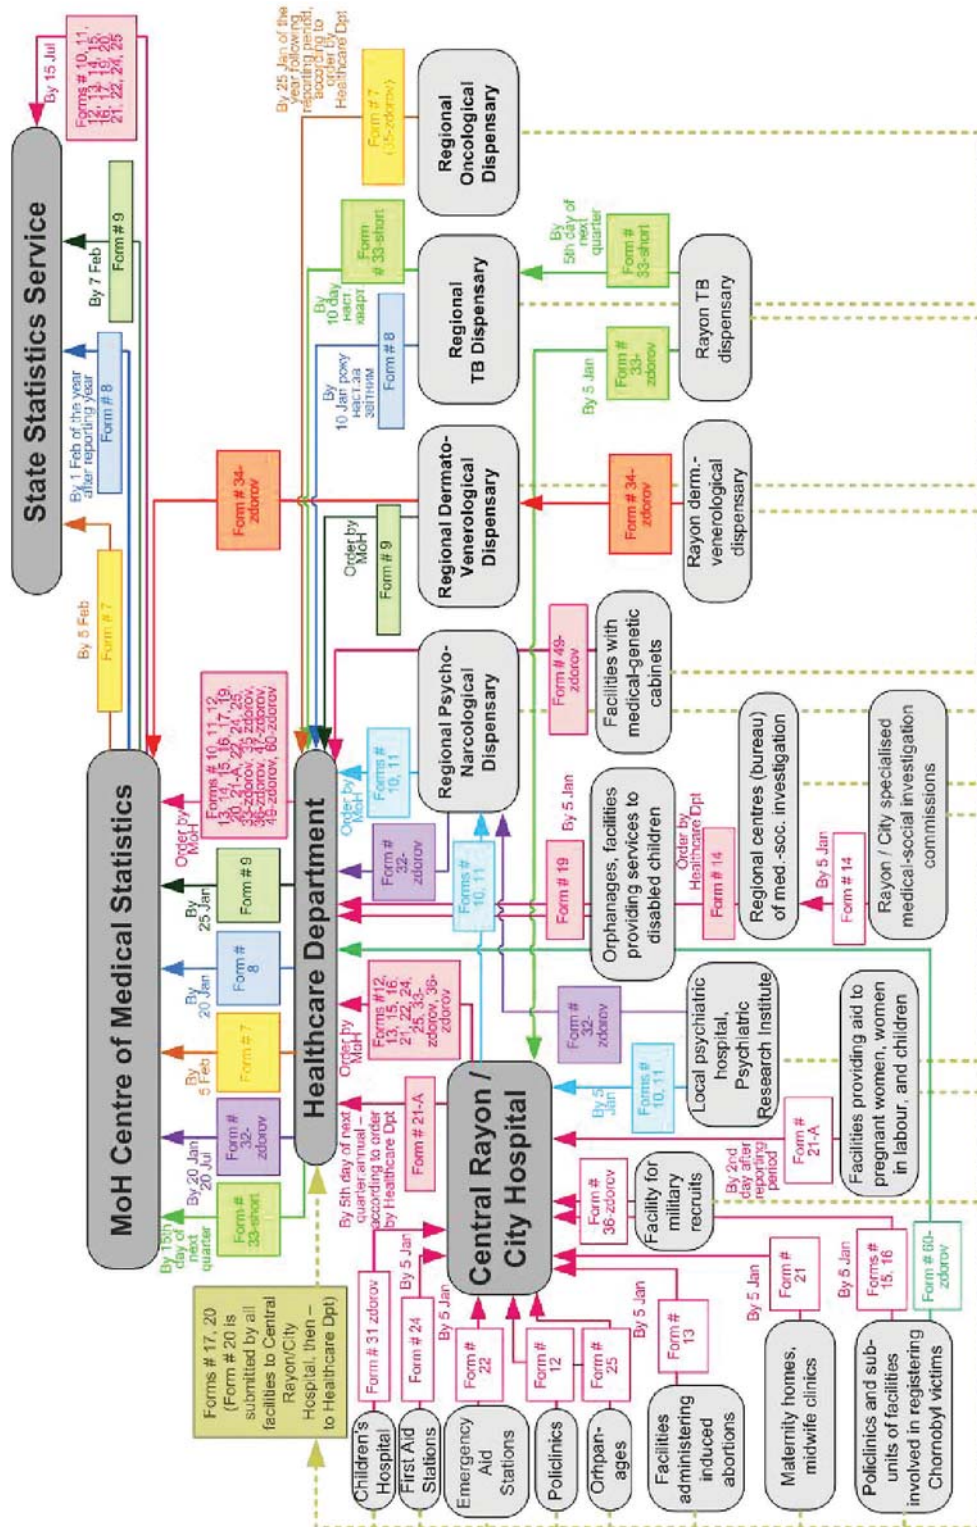 State Statistics Service
By 15 Jul
Forms # 10, 11,
12, 13, 14, 15,
16, 17, 19, 20,
21, 22, 24, 25
By 7 Feb
Form # 9
By 1 Feb of the year
after reporting year
Form # 8
By 5 Feb
Form # 7
MoH Centre of Medical Statistics
By 15th
day of
next
quarter
Form #
33-short
By 20 Jan
20 Jul
Form #
32-
zdorov
By
5 Feb
Form # 7
By
20 Jan
Form #
8
By
25 Jan
Form # 9
Order by
MoH
Forms # 10, 11, 12,
13, 14, 15, 16, 17, 19,
20, 21, 21-A, 22, 24, 25,
49-zdorov, 60-zdorov
Form # 34-
zdorov
By 25 Jan of the
year following
reporting period,
according to
order by
Healthcare Dpt
Form # 7
(35-zdorov)
Healthcare Department
Forms # 17, 20
(Form # 20 is
submitted by all
facilities to Central
Rayon/City
Hospital, then –
to Healthcare Dpt)
By 5th day of next
quarter:annual –
according to order
by Healthcare Dpt
Form # 21-A
Order by
MoH
Forms #12,
13, 15, 16,
21, 22, 24,
25, 33-
zdorov, 36-
zdorov
Form #
32-
zdorov
Order by
MoH
Forms #
10, 11
Order by
MoH
Form # 9
By
10 Jan року
наст.за
звітним
Form # 8
By
10 day
наст.
кварт.
Form
# 33-short
Regional Psycho-
Narcological
Dispensary
Regional Dermato-
Venerological
Dispensary
Regional
TB Dispensary
Regional
Oncological
Dispensary
Forms #
10, 11
Central Rayon /
City Hospital
Children's
Hospital
Form # 31 zdorov
First Aid
Stations
Form # 24
By 5 Jan
Emergency
Aid
Stations
Form #
22
By 5 Jan
Policlinics
Form #
12
Orhpan-
ages
Form #
25
Facilities
administering
induced
abortions
Form #
13
By 5 Jan
Maternity homes,
midwife clinics
Form #
21
By 5 Jan
Policlinics and sub-
units of facilities
involved in registering
Chornobyl victims
Forms #
15, 16
By 5 Jan
Form # 60-
zdorov
Facility for
military
recruits
Form #
36-zdorov
Facilities providing aid to
pregnant women, women
in labour, and children
Form #
21-A
By 2nd
day after
reporting
period
Local psychiatric
hospital,
Psychiatric
Research Institute
By 5
Jan
Forms #
10, 11
Form #
32-
zdorov
Orphanages, facilities
providing services to
disabled children
Form # 19
By 5 Jan
Regional centres (bureau)
of med.-soc. investigation
Form #
14
Order by
Healthcare Dpt
Rayon / City specialised
medical-social investigation
commissions
Form # 14
By 5 Jan
Facilities with
medical-genetic
cabinets
Form # 49-
zdorov
Rayon derm.-
venerological
dispensary
Form # 34-
zdorov
Rayon TB
dispensary
By 5 Jan
Form #
33-
zdorov
By
5th day of
next
quarter
Form #
33-short